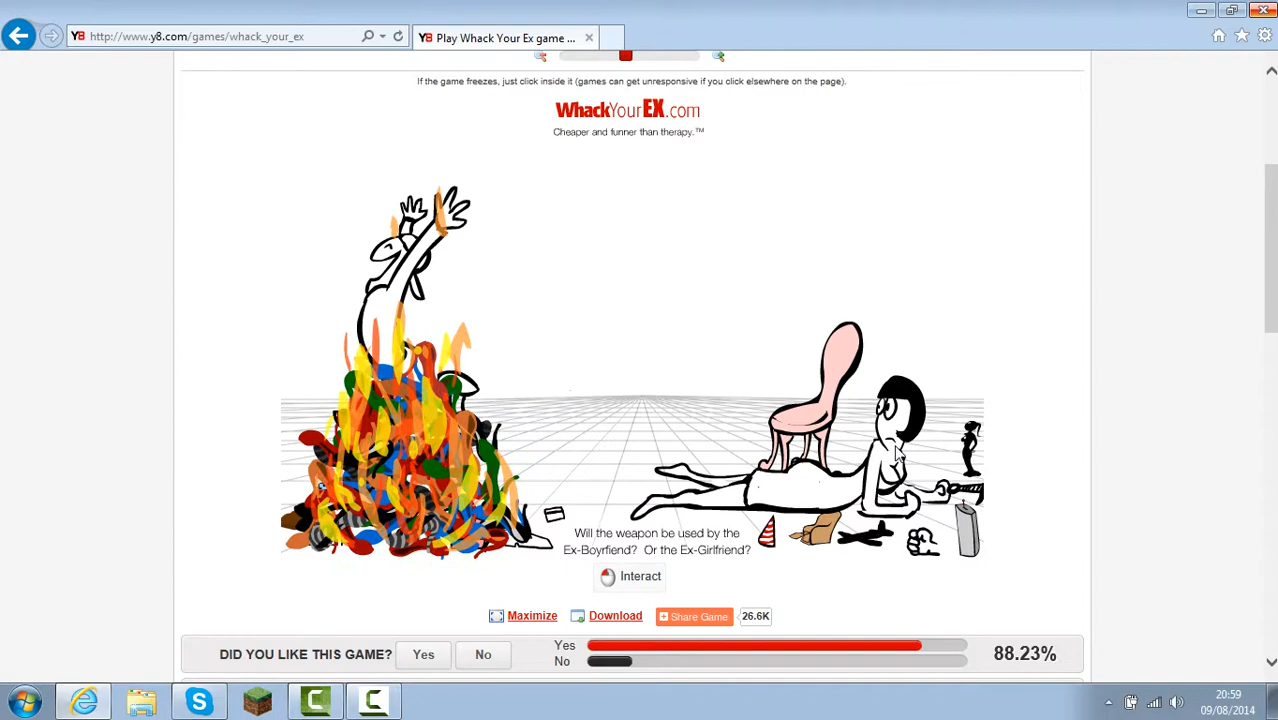 http://www.y8.com/games/whack_your_ex
Y8 Play Whack Your Ex game ...
If the game freezes, just click inside it (games can get unresponsive if you click elsewhere on the page).
WhackYourEX.com
Cheaper and funner than therapy.™
Will the weapon be used by the
Ex-Boyfiend? Or the Ex-Girlfiend?
Interact
Maximize
Download
Share Game
26.6K
DID YOU LIKE THIS GAME?
Yes
No
Yes
No
88.23%
20:59
09/08/2014